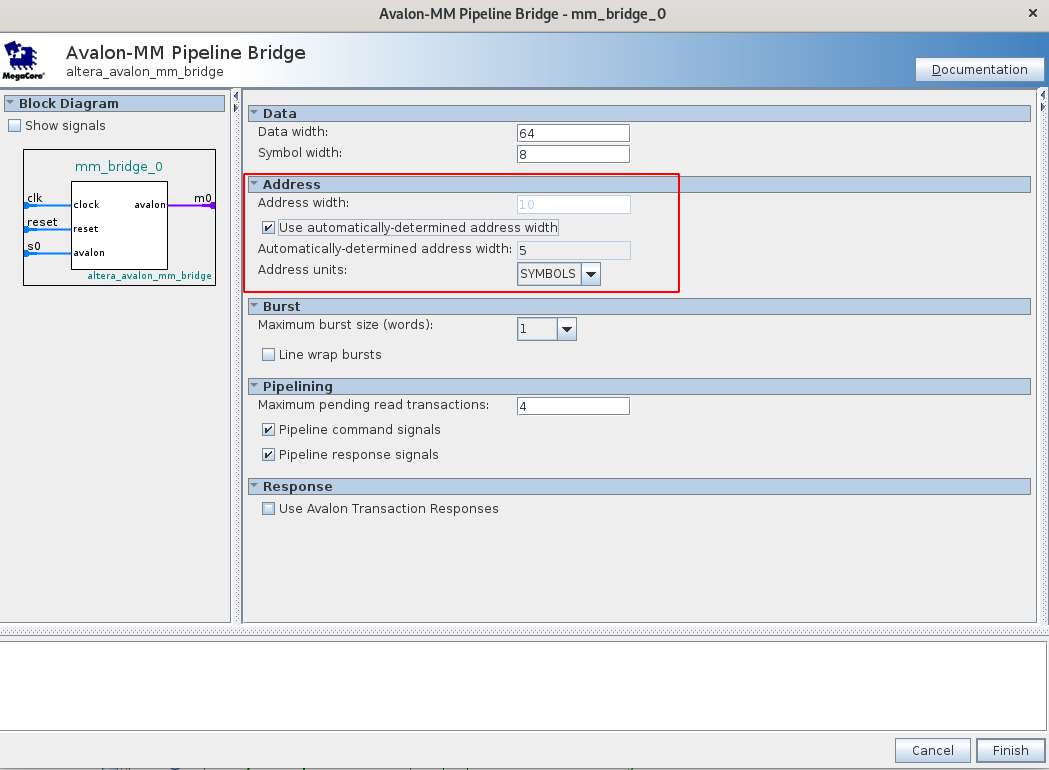 Avalon-MM Pipeline Bridge - mm_bridge_0
MegaCore®
Avalon-MM Pipeline Bridge
altera_avalon_mm_bridge
Documentation
Block Diagram
Show signals
mm_bridge_0
clk
clock
avalon
m0
reset
reset
s0
avalon
altera_avalon_mm_bridge
Data
Data width:
64
Symbol width:
8
Address
Address width:
10
Use automatically-determined address width
Automatically-determined address width:
5
Address units:
SYMBOLS
Burst
Maximum burst size (words):
1
Line wrap bursts
Pipelining
Maximum pending read transactions:
4
Pipeline command signals
Pipeline response signals
Response
Use Avalon Transaction Responses
Cancel
Finish